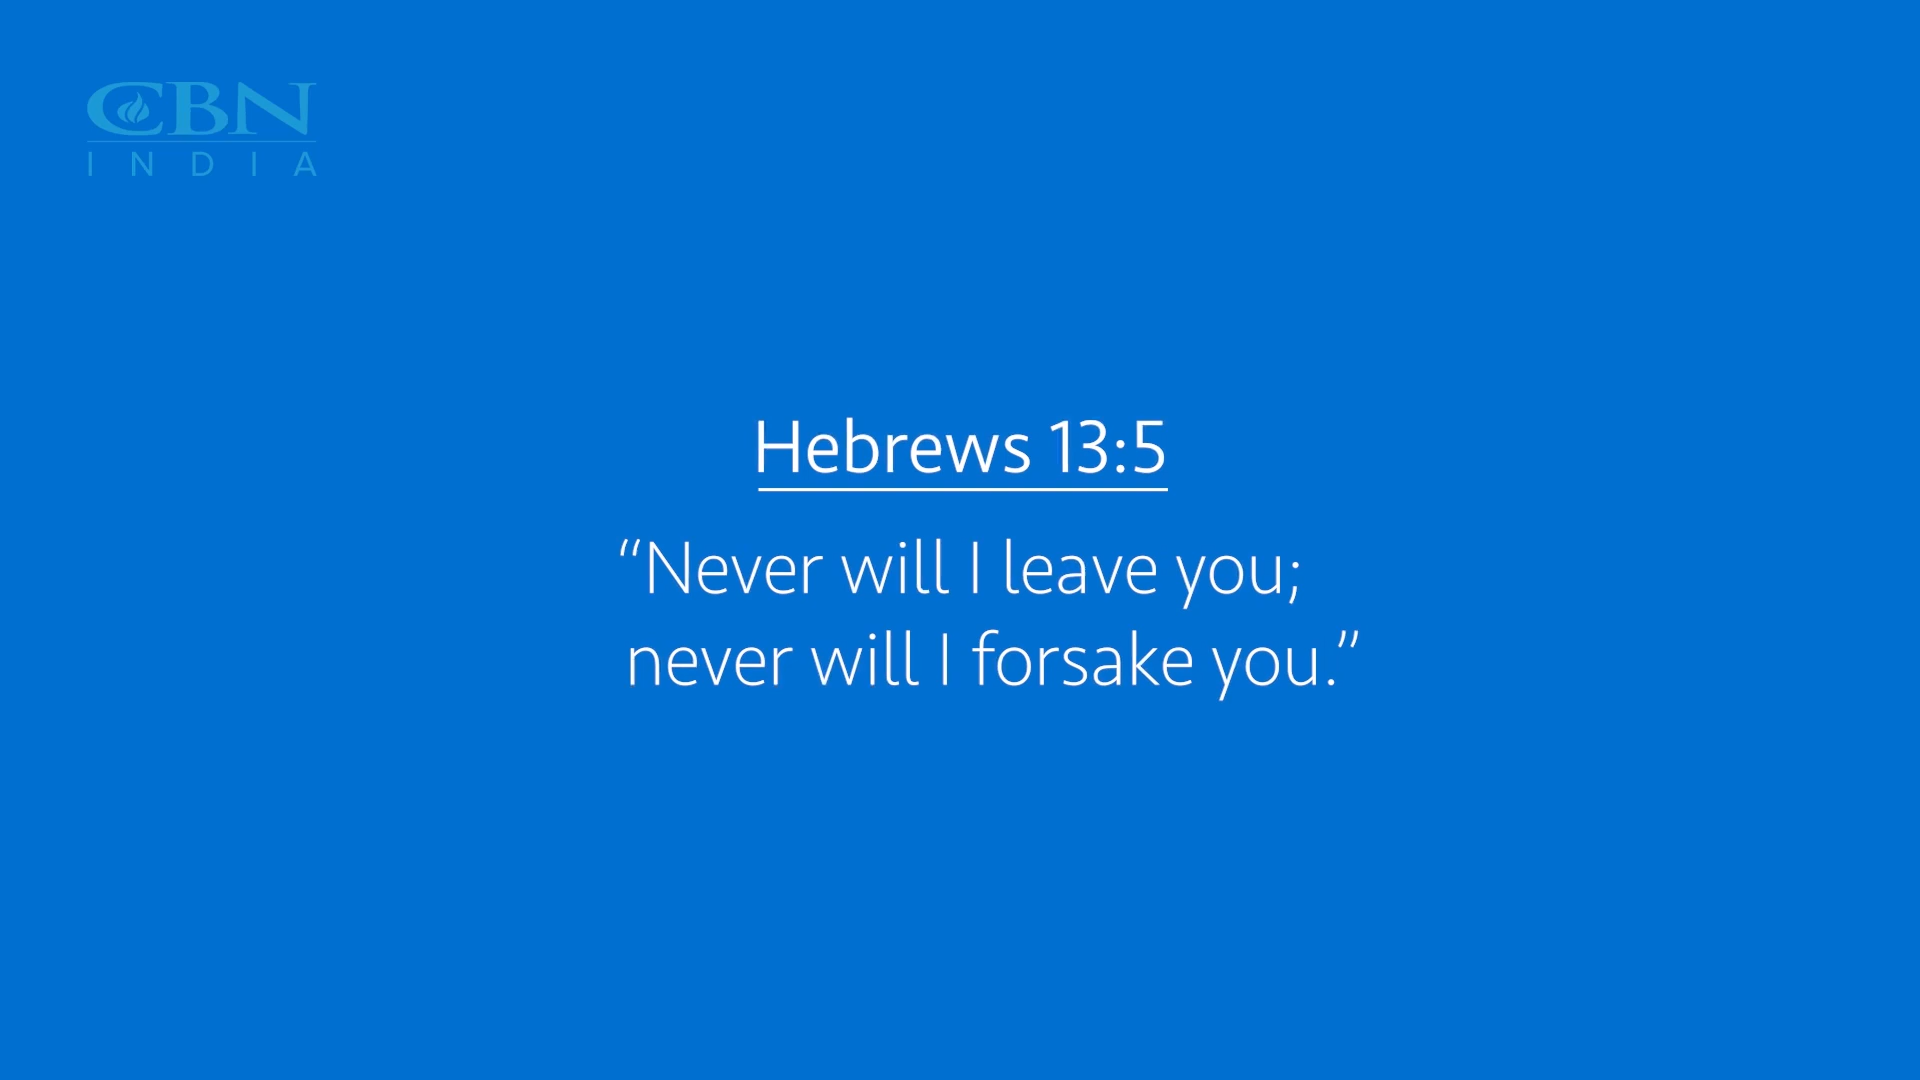 CBN
INDIA
Hebrews 13:5
“Never will I leave you;
never will I forsake you.”